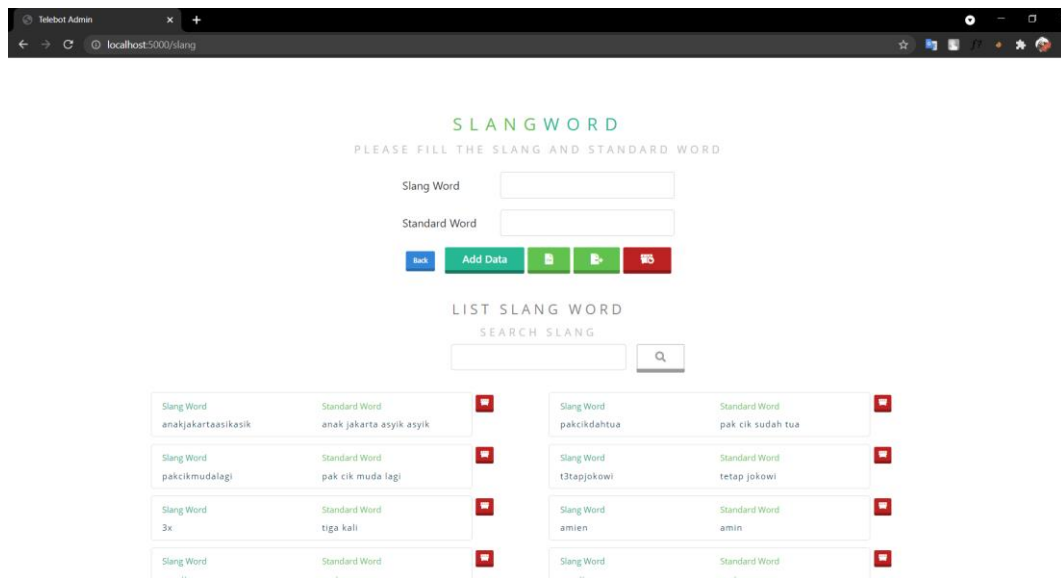 Telebot Admin
localhost:5000/slang
SLANGWORD
PLEASE FILL THE SLANG AND STANDARD WORD
Slang Word
Standard Word
Back Add Data
LIST SLANG WORD
SEARCH SLANG
Slang Word Standard Word Slang Word Standard Word
anakjakartaasikasik anak jakarta asyik asyik pakcikdahtua pak cik sudah tua
Slang Word Standard Word Slang Word Standard Word
pakcikmudalagi pak cik muda lagi t3tapjokowi tetap jokowi
Slang Word Standard Word Slang Word Standard Word
3x tiga kali amien amin
Slang Word Standard Word Slang Word Standard Word